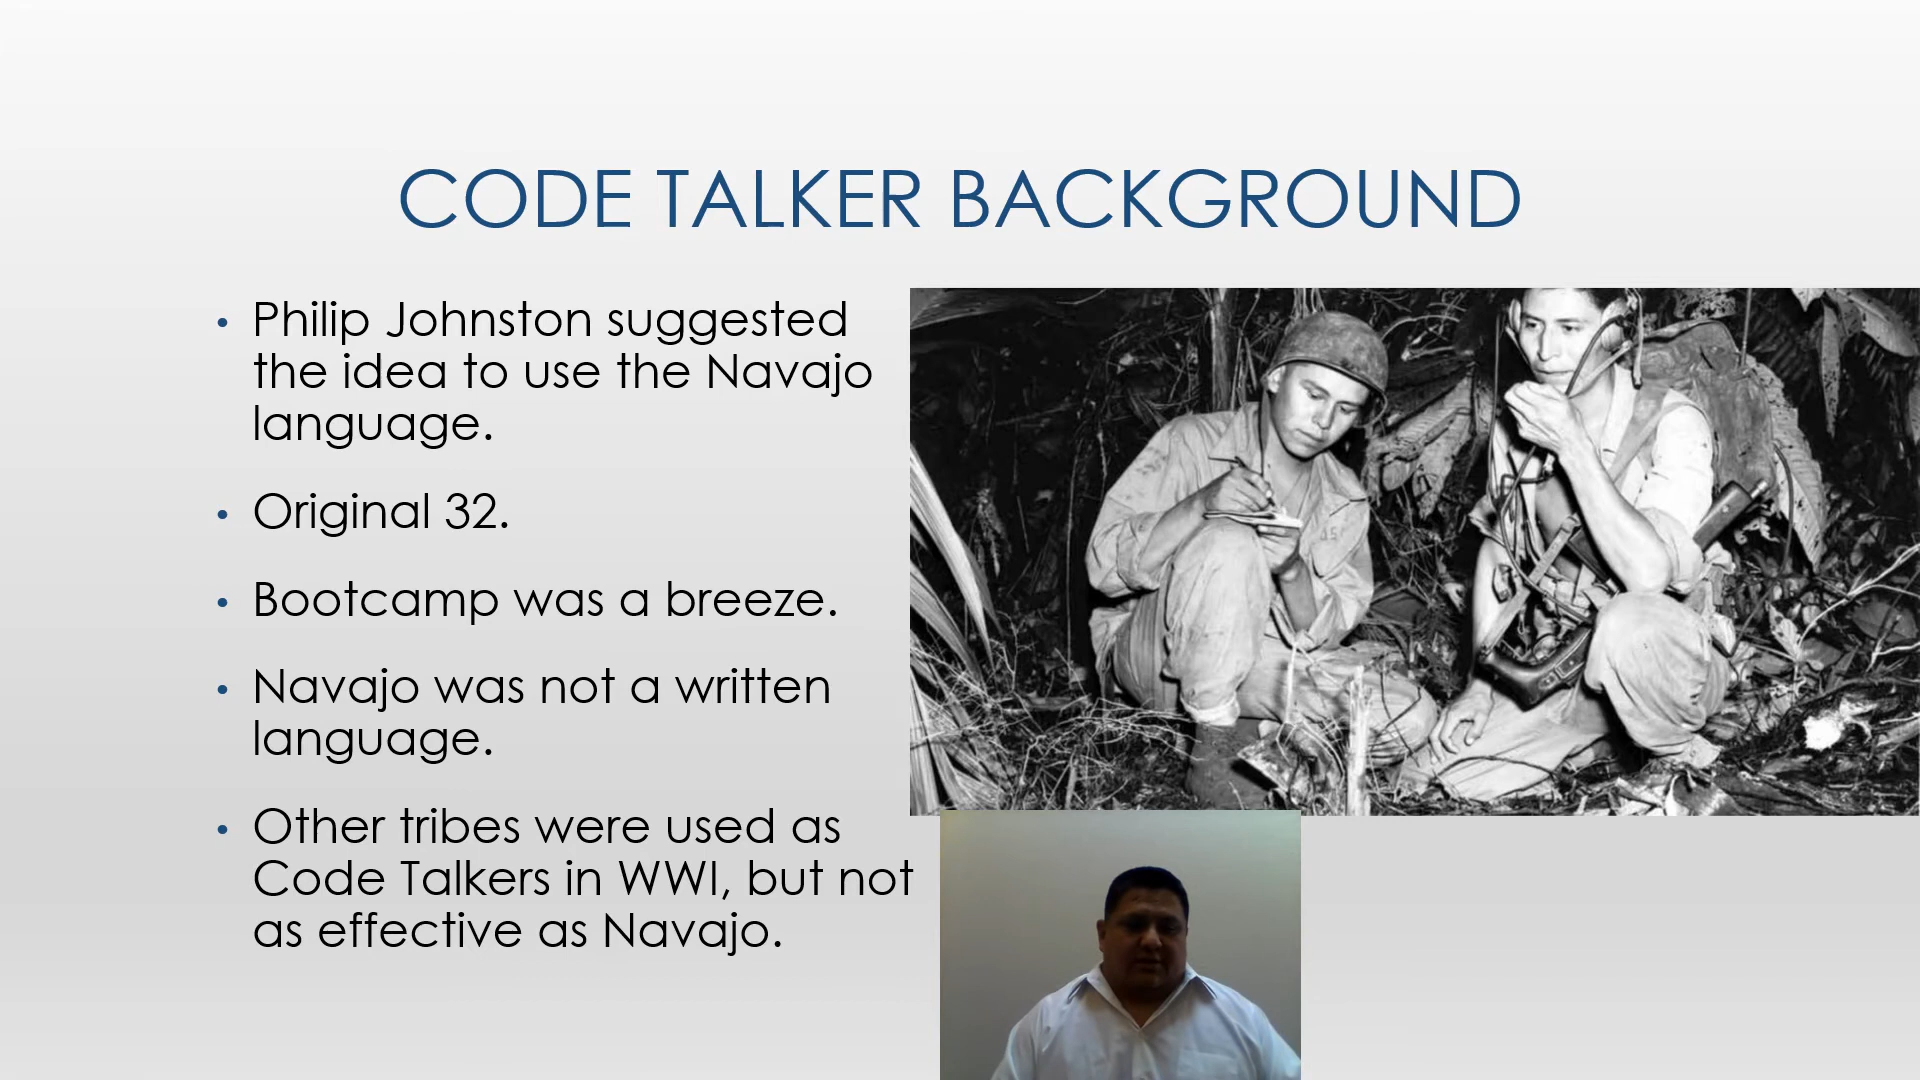 CODE TALKER BACKGROUND
• Philip Johnston suggested
the idea to use the Navajo
language.
• Original 32.
• Bootcamp was a breeze.
• Navajo was not a written
language.
• Other tribes were used as
Code Talkers in WWI, but not
as effective as Navajo.